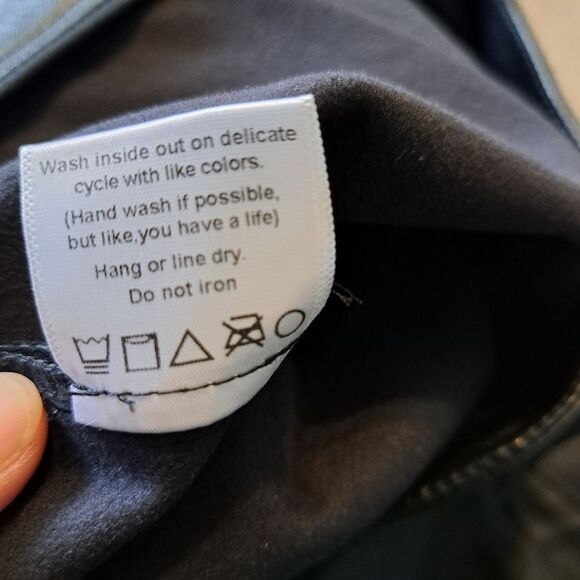 Wash inside out on delicate
cycle with like colors.
(Hand wash if possible,
but like,you have a life)
Hang or line dry.
Do not iron